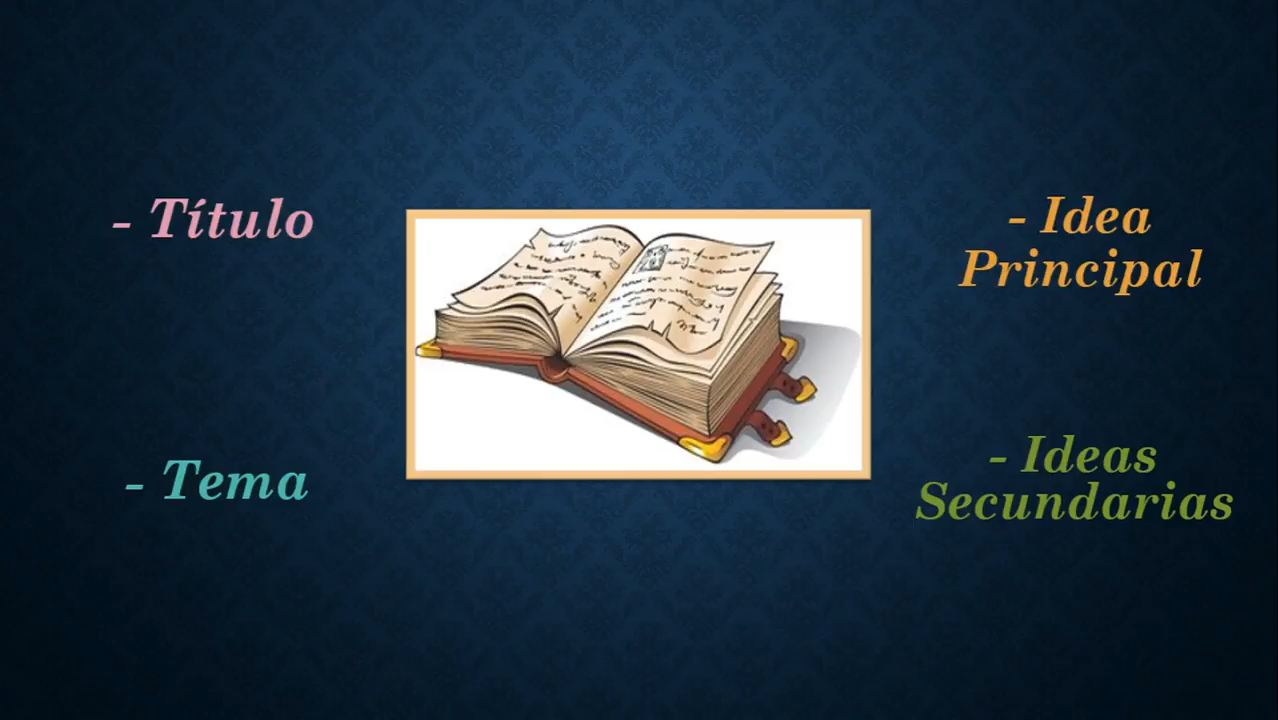 - Título
- Tema
- Idea
Principal
- Ideas
Secundarias